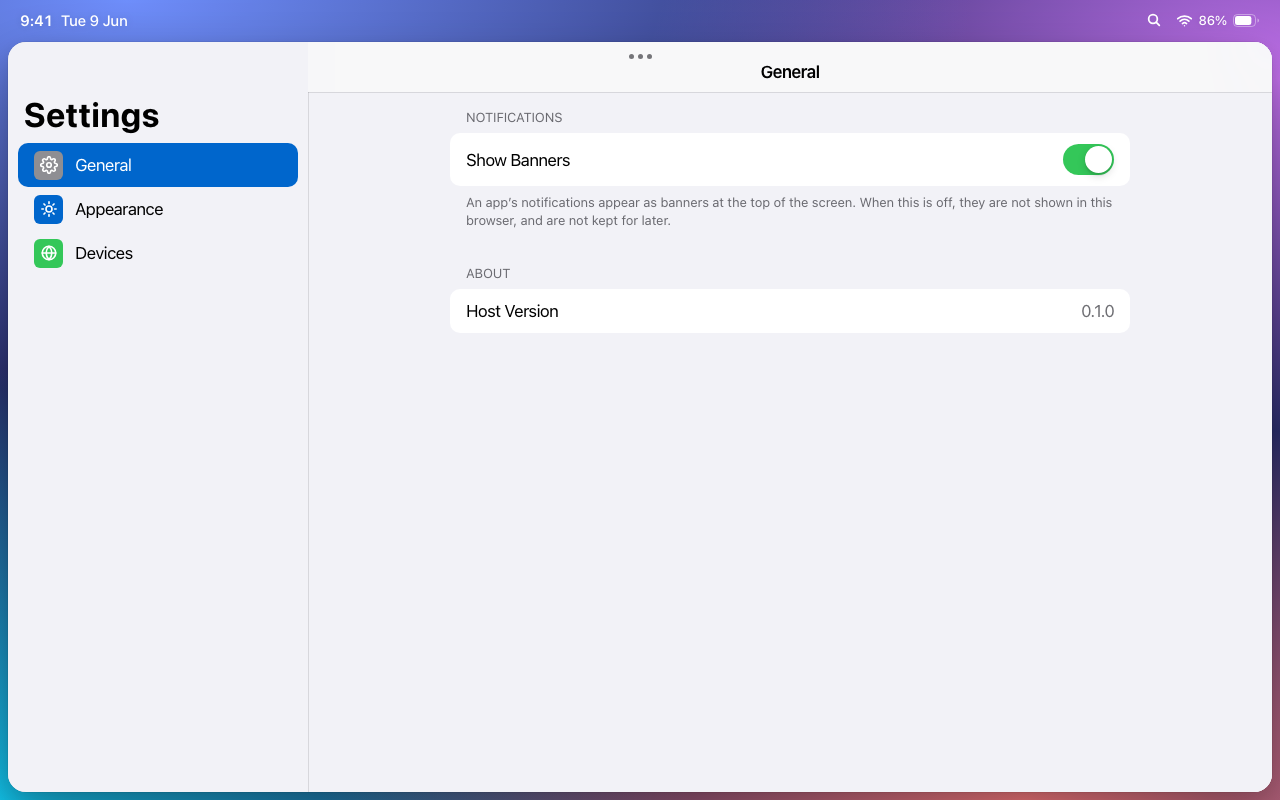 9:41 Tue 9 Jun
86%
Settings
General
Appearance
Devices
General
NOTIFICATIONS
Show Banners
An app's notifications appear as banners at the top of the screen. When this is off, they are not shown in this
browser, and are not kept for later.
ABOUT
Host Version 0.1.0